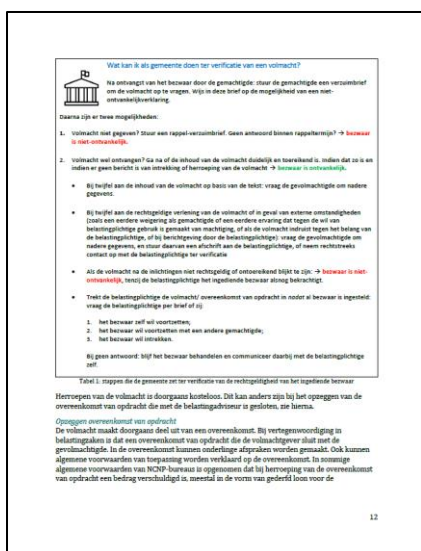 Wat kan ik als gemeente doen ter verificatie van een volmacht?
Na ontvangst van het bezwaar door de gemachtigde: stuur de gemachtigde een verzuimbrief
om de volmacht op te vragen. Wijs in deze brief op de mogelijkheid van een niet-
ontvankelijkverklaring.
Daarna zijn er twee mogelijkheden:
1. Volmacht niet gegeven? Stuur een rappel-verzuimbrief. Geen antwoord binnen rappeltermijn? → bezwaar
is niet-ontvankelijk.
2. Volmacht wel ontvangen? Ga na of de inhoud van de volmacht duidelijk en toereikend is. Indien dat zo is en
indien er geen bericht is van intrekking of herroeping van de volmacht → bezwaar is ontvankelijk.
• Bij twijfel aan de inhoud van de volmacht op basis van de tekst: vraag de gevolmachtigde om nadere
gegevens.
• Bij twijfel aan de rechtsgeldige verlening van de volmacht of in geval van externe omstandigheden
(zoals een eerdere weigering als gemachtigde of een eerdere ervaring dat tegen de wil van
belastingplichtige gebruik is gemaakt van machtiging, of als de volmacht indruist tegen het belang van
de belastingplichtige, of bij berichtgeving door de belastingplichtige): vraag de gevolmachtigde om
nadere gegevens, en stuur daarvan een afschrift aan de belastingplichtige, of neem rechtstreeks
contact op met de belastingplichtige ter verificatie
• Als de volmacht na de inlichtingen niet rechtsgeldig of ontoereikend blijkt te zijn: → bezwaar is niet-
ontvankelijk, tenzij de belastingplichtige het ingediende bezwaar alsnog bekrachtigt.
• Trekt de belastingplichtige de volmacht/ overeenkomst van opdracht in nadat al bezwaar is ingesteld:
vraag de belastingplichtige per brief of zij:
1. het bezwaar zelf wil voortzetten;
2. het bezwaar wil voortzetten met een andere gemachtigde;
3. het bezwaar wil intrekken.
Bij geen antwoord: blijf het bezwaar behandelen en communiceer daarbij met de belastingplichtige
zelf.
Tabel 1: stappen die de gemeente zet ter verificatie van de rechtsgeldigheid van het ingediende bezwaar
Herroepen van de volmacht is doorgaans kosteloos. Dit kan anders zijn bij het opzeggen van de
overeenkomst van opdracht die met de belastingadviseur is gesloten, zie hierna.
Opzeggen overeenkomst van opdracht
De volmacht maakt doorgaans deel uit van een overeenkomst. Bij vertegenwoordiging in
belastingzaken is dat een overeenkomst van opdracht die de volmachtgever sluit met de
gevolmachtigde. In de overeenkomst kunnen onderlinge afspraken worden gemaakt. Ook kunnen
algemene voorwaarden van toepassing worden verklaard op de overeenkomst. In sommige
algemene voorwaarden van NCNP-bureaus is opgenomen dat bij herroeping van de overeenkomst
van opdracht een bedrag verschuldigd is, meestal in de vorm van gederfd loon voor de
12